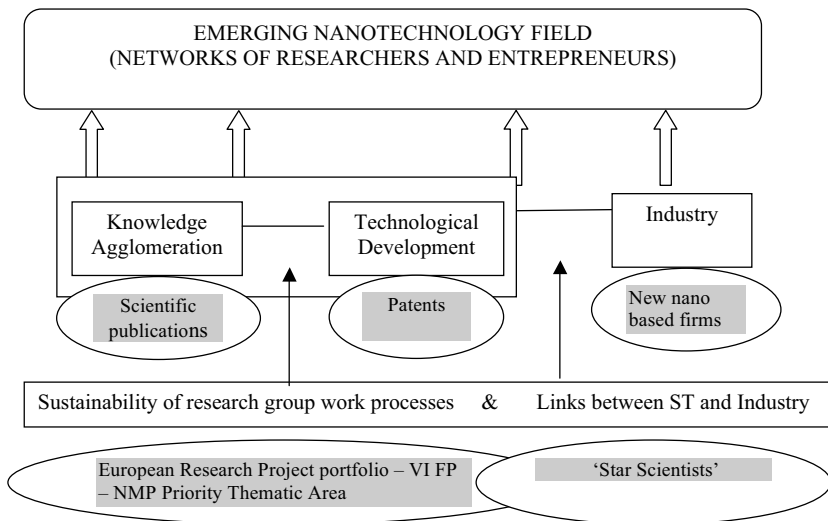 EMERGING NANOTECHNOLOGY FIELD
(NETWORKS OF RESEARCHERS AND ENTREPRENEURS)
Knowledge
Agglomeration
Technological
Development
Industry
Scientific
publications
Patents
New nano
based firms
Sustainability of research group work processes & Links between ST and Industry
European Research Project portfolio – VI FP
– NMP Priority Thematic Area
‘Star Scientists’